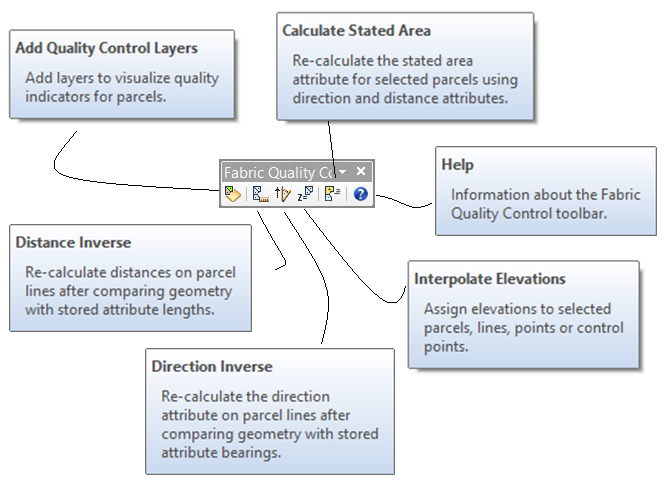 Add Quality Control Layers
Add layers to visualize quality
indicators for parcels.
Calculate Stated Area
Re-calculate the stated area
attribute for selected parcels using
direction and distance attributes.
Fabric Quality Co
Help
Information about the Fabric
Quality Control toolbar.
Distance Inverse
Re-calculate distances on parcel
lines after comparing geometry
with stored attribute lengths.
Interpolate Elevations
Assign elevations to selected
parcels, lines, points or control
points.
Direction Inverse
Re-calculate the direction
attribute on parcel lines after
comparing geometry with stored
attribute bearings.